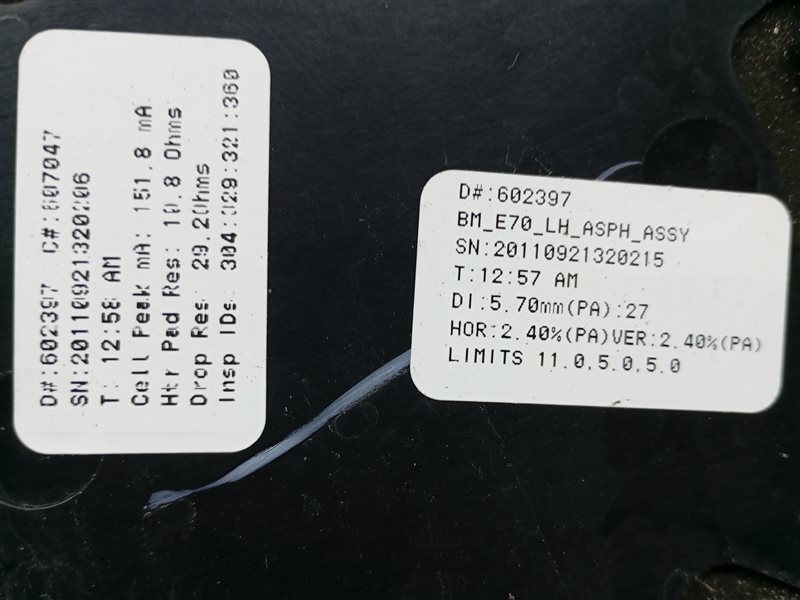 D#:602397 C#:607047
SN:20110921320206
T: 12:58 AM
Cell Peak mA: 151.8 mA
Htr Pad Res: 10.8 Ohms
Drop Res: 29.2Ohms
Insp IDs: 304:329:321:360
D#:602397
BM_E70_LH_ASPH_ASSY
SN:20110921320215
T:12:57 AM
DI:5.70mm(PA):27
HOR:2.40%(PA)VER:2.40%(PA)
LIMITS 11.0,5.0,5.0